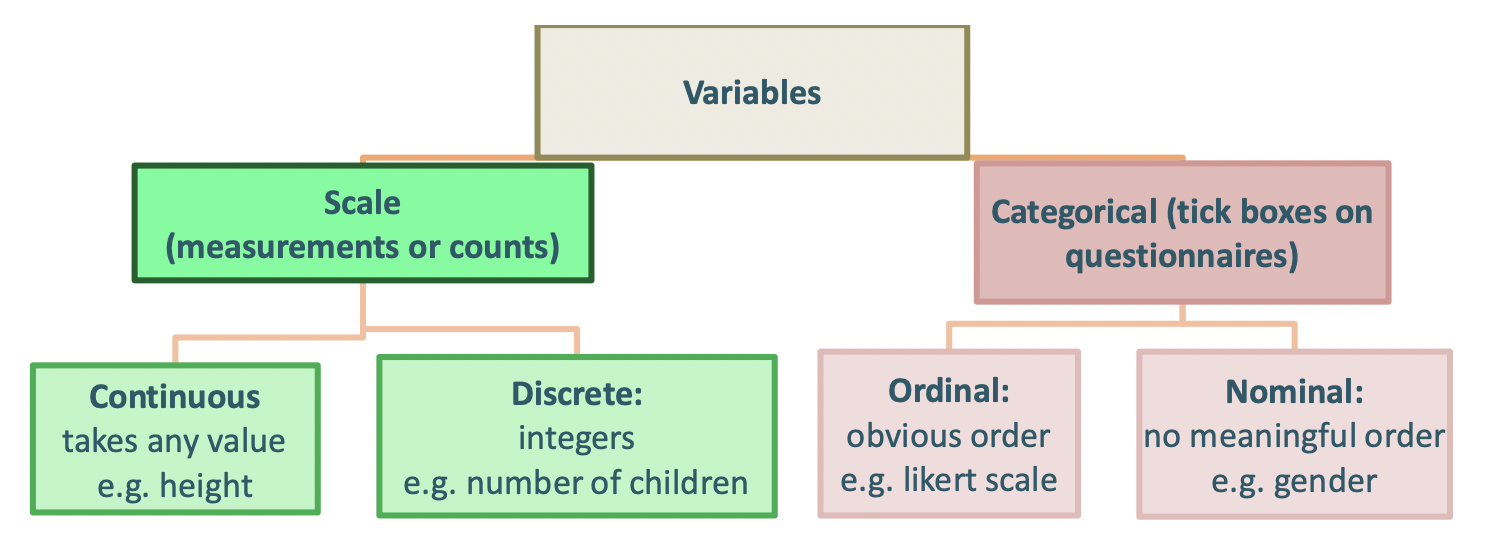 Variables
Scale
(measurements or counts)
Categorical (tick boxes on
questionnaires)
Continuous
takes any value
e.g. height
Discrete:
integers
e.g. number of children
Ordinal:
obvious order
e.g. likert scale
Nominal:
no meaningful order
e.g. gender